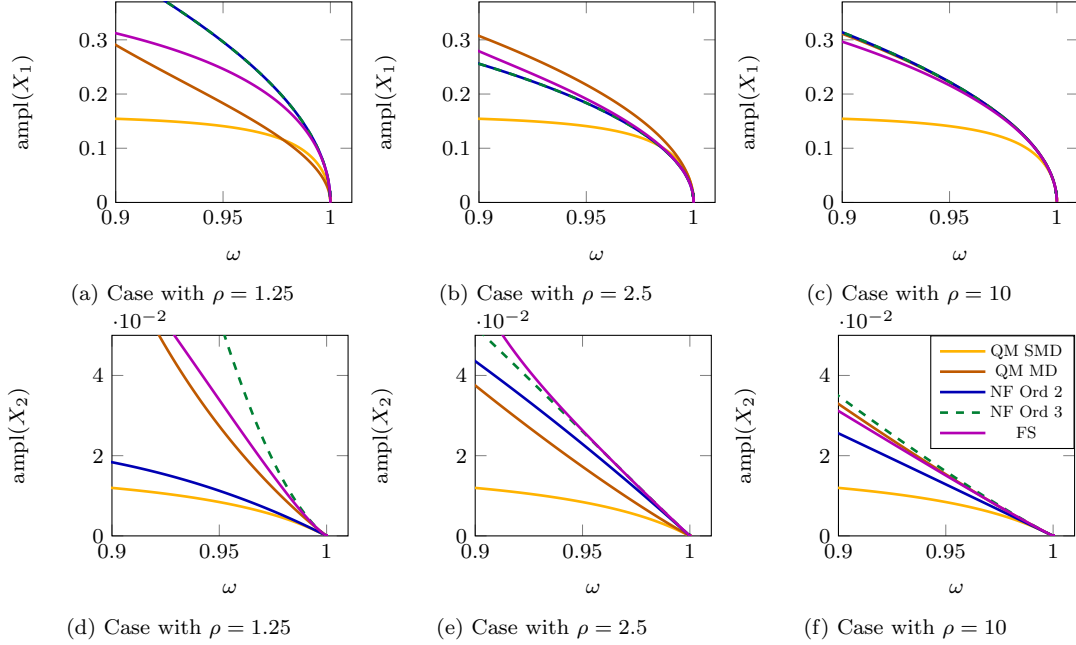 0.3
0.2
0.1
0
0.9 0.95 1
ampl(X₁)
ω
(a) Case with ρ = 1.25
0.3
0.2
0.1
0
0.9 0.95 1
ampl(X₁)
ω
(b) Case with ρ = 2.5
0.3
0.2
0.1
0
0.9 0.95 1
ampl(X₁)
ω
(c) Case with ρ = 10
·10⁻²
4
2
0
0.9 0.95 1
ampl(X₂)
ω
(d) Case with ρ = 1.25
·10⁻²
4
2
0
0.9 0.95 1
ampl(X₂)
ω
(e) Case with ρ = 2.5
·10⁻²
4
2
0
0.9 0.95 1
ampl(X₂)
ω
QM SMD
QM MD
NF Ord 2
NF Ord 3
FS
(f) Case with ρ = 10